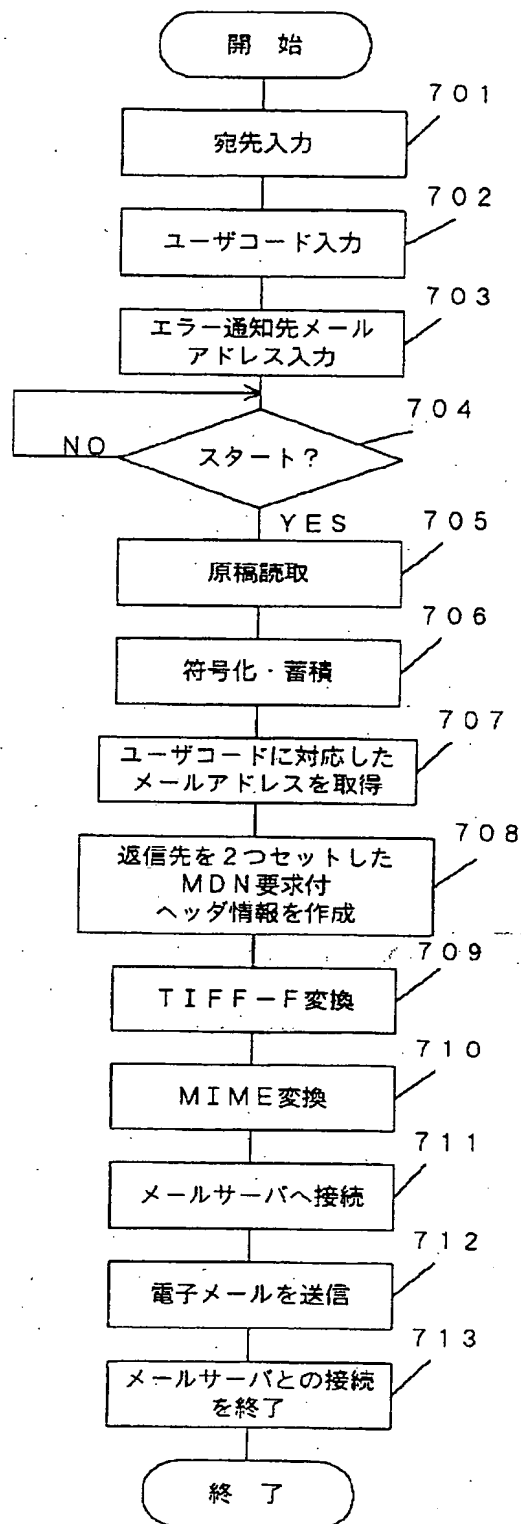 開 始
701
宛先入力
702
ユーザコード入力
703
エラー通知先メール
アドレス入力
704
スタート?
NO
YES
705
原稿読取
706
符号化・蓄積
707
ユーザコードに対応した
メールアドレスを取得
708
返信先を2つセットした
MDN要求付
ヘッダ情報を作成
709
TIFF-F変換
710
MIME変換
711
メールサーバへ接続
712
電子メールを送信
713
メールサーバとの接続
を終了
終 了